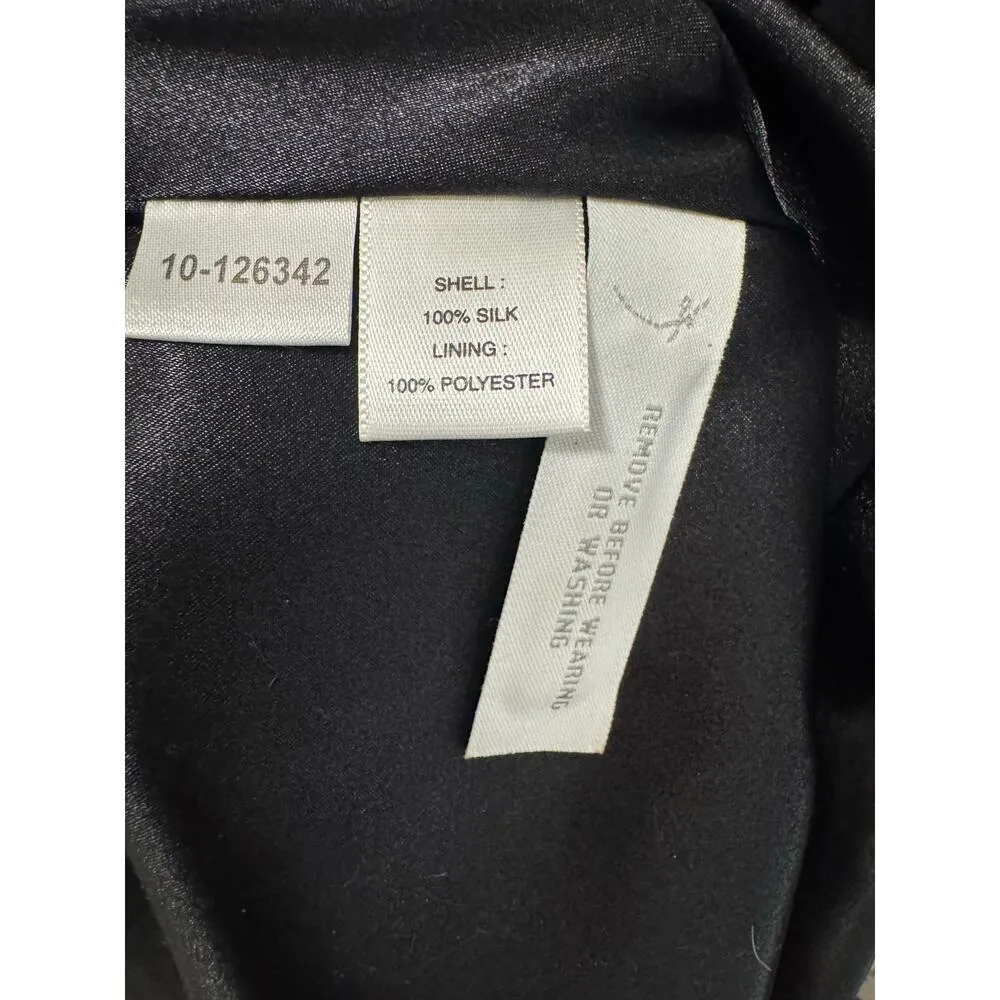 10-126342
SHELL :
100% SILK
LINING :
100% POLYESTER
REMOVE BEFORE WEARING
OR WASHING